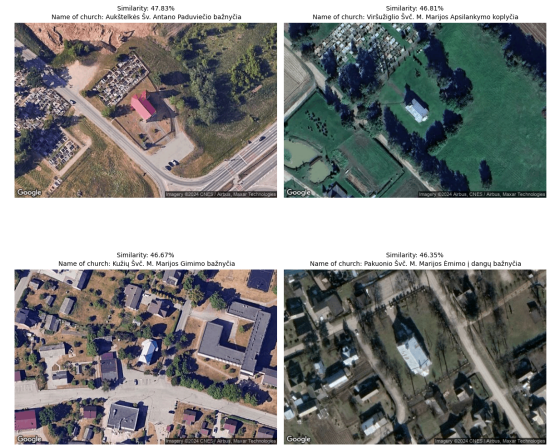 Similarity: 47.83%
Name of church: Aukštelkės Šv. Antano Paduviečio bažnyčia
Similarity: 46.81%
Name of church: Viršužiglio Švč. M. Marijos Apsilankymo koplyčia
Google
Imagery ©2024 CNES / Airbus, Maxar Technologies
Google
Imagery ©2024 Airbus, CNES / Airbus, Maxar Technologies
Similarity: 46.67%
Name of church: Kužių Švč. M. Marijos Gimimo bažnyčia
Similarity: 46.35%
Name of church: Pakuonio Švč. M. Marijos Ėmimo į dangų bažnyčia
Google
Imagery ©2024 CNES / Airbus, Maxar Technologies
Google
Imagery ©2024 CNES / Airbus, Maxar Technologies